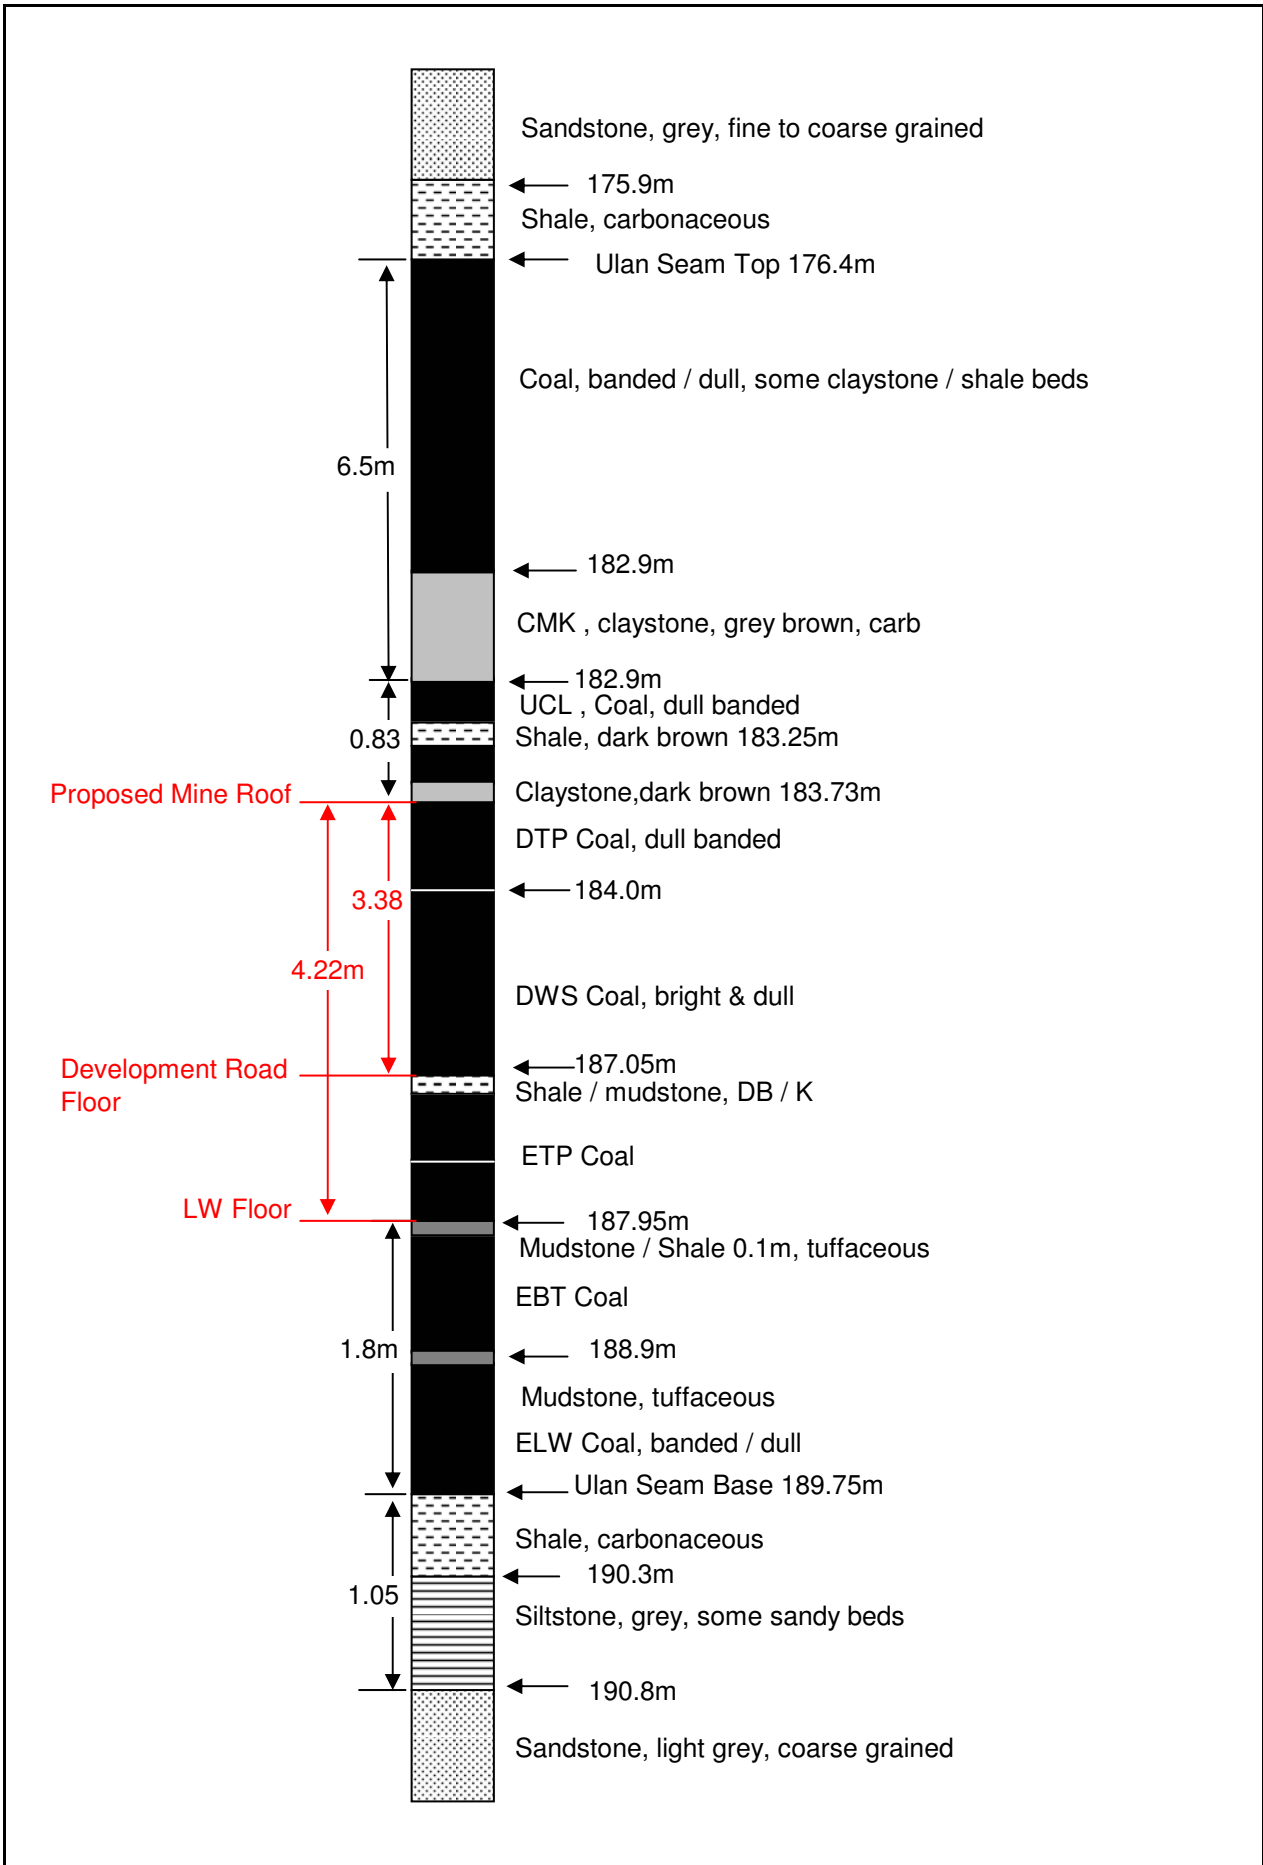 Sandstone, grey, fine to coarse grained
175.9m
Shale, carbonaceous
Ulan Seam Top 176.4m
Coal, banded / dull, some claystone / shale beds
6.5m
182.9m
CMK , claystone, grey brown, carb
182.9m
UCL , Coal, dull banded
0.83
Shale, dark brown 183.25m
Proposed Mine Roof
Claystone,dark brown 183.73m
DTP Coal, dull banded
3.38
184.0m
4.22m
DWS Coal, bright & dull
Development Road
Floor
187.05m
Shale / mudstone, DB / K
ETP Coal
LW Floor
187.95m
Mudstone / Shale 0.1m, tuffaceous
EBT Coal
1.8m
188.9m
Mudstone, tuffaceous
ELW Coal, banded / dull
Ulan Seam Base 189.75m
Shale, carbonaceous
190.3m
1.05
Siltstone, grey, some sandy beds
190.8m
Sandstone, light grey, coarse grained